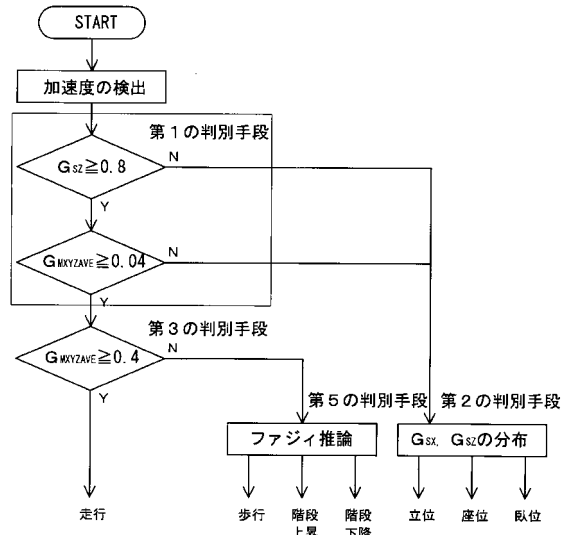 START
加速度の検出
第1の判別手段
GSZ≧0.8
N
Y
GMXYZAVE≧0.04
N
Y
第3の判別手段
GMXYZAVE≧0.4
N
Y
第5の判別手段
第2の判別手段
ファジィ推論
GSX, GSZの分布
走行
歩行
階段
上昇
階段
下降
立位
座位
臥位